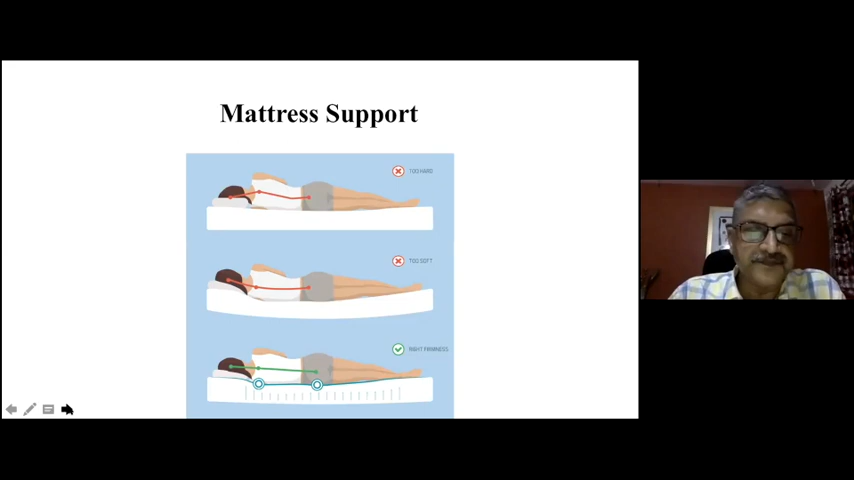 Mattress Support
TOO HARD
TOO SOFT
RIGHT FIRMNESS